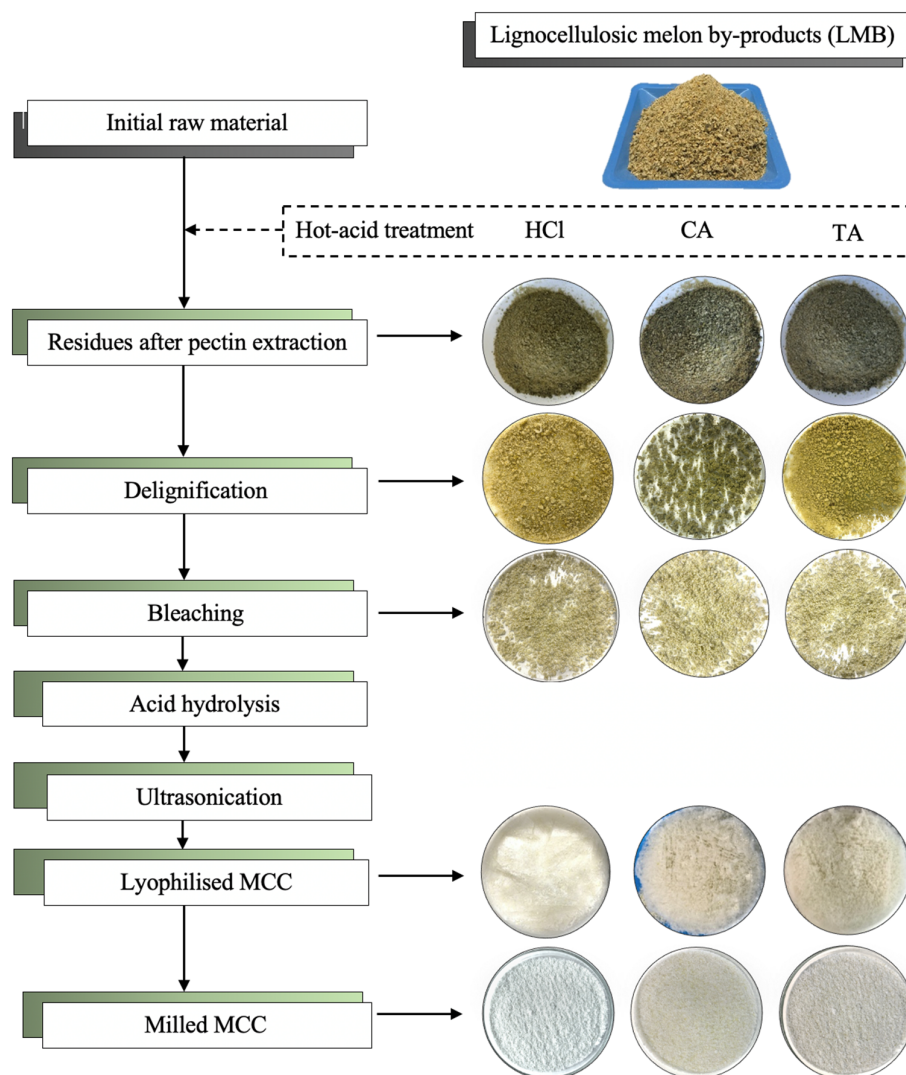 Lignocellulosic melon by-products (LMB)
Initial raw material
Hot-acid treatment HCl CA TA
Residues after pectin extraction
Delignification
Bleaching
Acid hydrolysis
Ultrasonication
Lyophilised MCC
Milled MCC